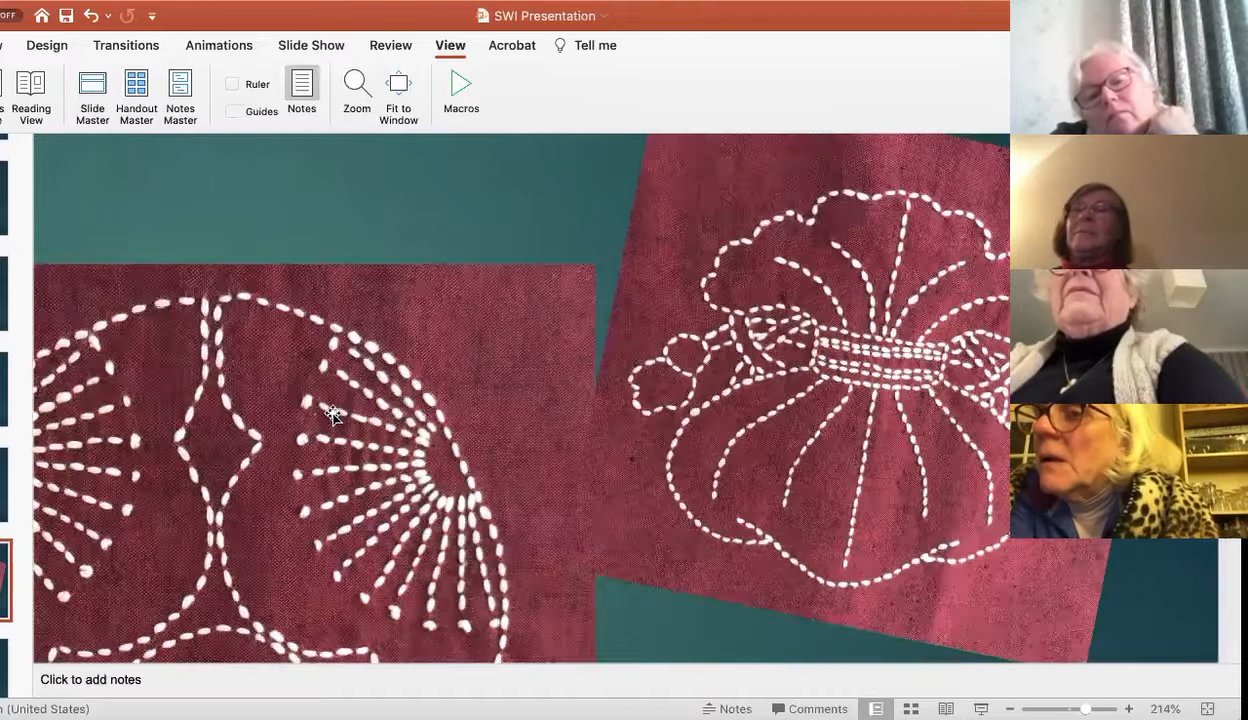 OFF
SWI Presentation
Design Transitions Animations Slide Show Review View Acrobat Tell me
Reading View
Slide Master
Handout Master
Notes Master
Ruler
Guides
Notes
Zoom
Fit to Window
Macros
Click to add notes
(United States)
Notes
Comments
214%